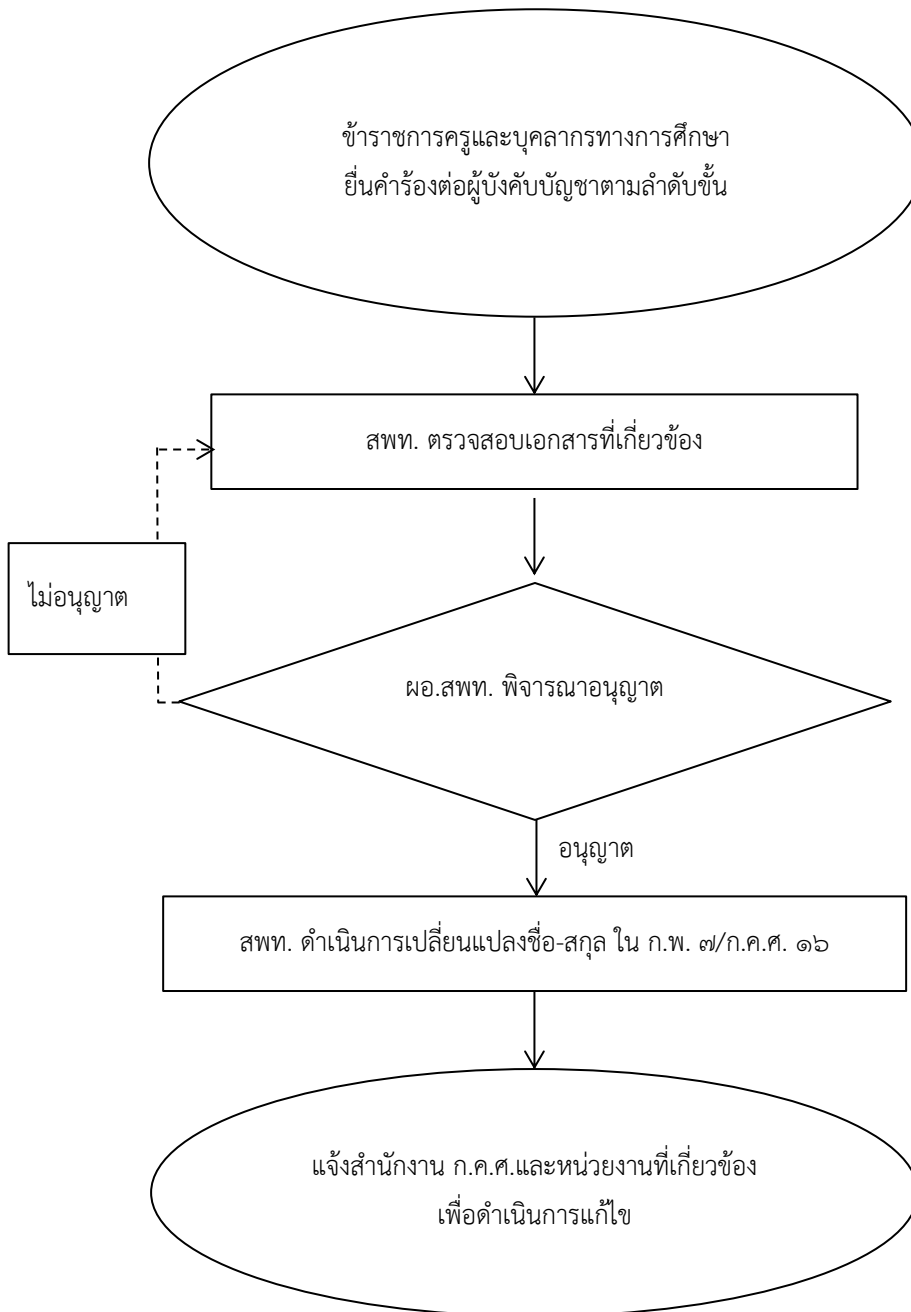 ข้าราชการครูและบุคลากรทางการศึกษา
ยื่นคำร้องต่อผู้บังคับบัญชาตามลำดับขั้น
สพท. ตรวจสอบเอกสารที่เกี่ยวข้อง
ไม่อนุญาต
ผอ.สพท. พิจารณาอนุญาต
อนุญาต
สพท. ดำเนินการเปลี่ยนแปลงชื่อ-สกุล ใน ก.พ. ๗/ก.ค.ศ. ๑๖
แจ้งสำนักงาน ก.ค.ศ.และหน่วยงานที่เกี่ยวข้อง
เพื่อดำเนินการแก้ไข